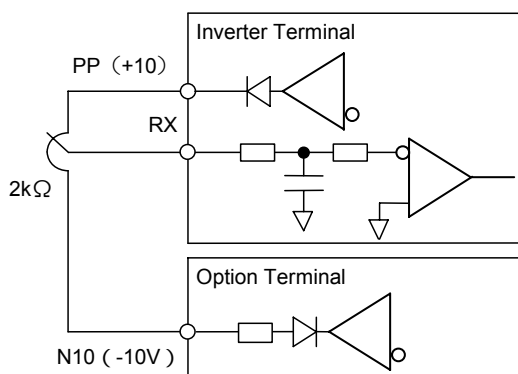 Inverter Terminal
PP（+10）
RX
2kΩ
Option Terminal
N10（-10V）